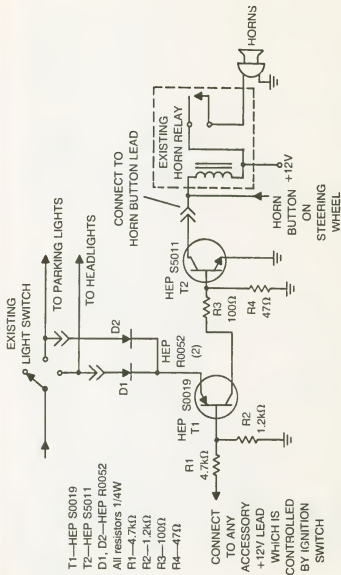 EXISTING
LIGHT SWITCH
TO PARKING LIGHTS
TO HEADLIGHTS
T1—HEP S0019
T2—HEP S5011
D1, D2—HEP R0052
All resistors 1/4W
R1—4.7kΩ
R2—1.2kΩ
R3—100Ω
R4—47Ω
D1
D2
HEP
R0052
(2)
CONNECT TO
HORN BUTTON LEAD
EXISTING
HORN RELAY
HORNS
HEP S5011
T2
HEP S0019
T1
R3
100Ω
R4
47Ω
R1
4.7kΩ
R2
1.2kΩ
HORN
BUTTON
ON
STEERING
WHEEL
+12V
CONNECT
TO ANY
ACCESSORY
+12V LEAD
WHICH IS
CONTROLLED
BY IGNITION
SWITCH